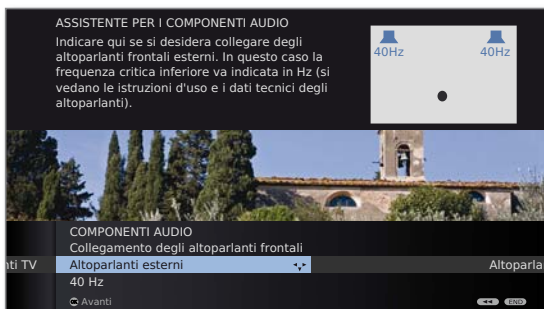 ASSISTENTE PER I COMPONENTI AUDIO
Indicare qui se si desidera collegare degli
altoparlanti frontali esterni. In questo caso la
frequenza critica inferiore va indicata in Hz (si
vedano le istruzioni d'uso e i dati tecnici degli
altoparlanti).
40Hz 40Hz
COMPONENTI AUDIO
Collegamento degli altoparlanti frontali
nti TV Altoparlanti esterni Altoparla
40 Hz
OK Avanti END